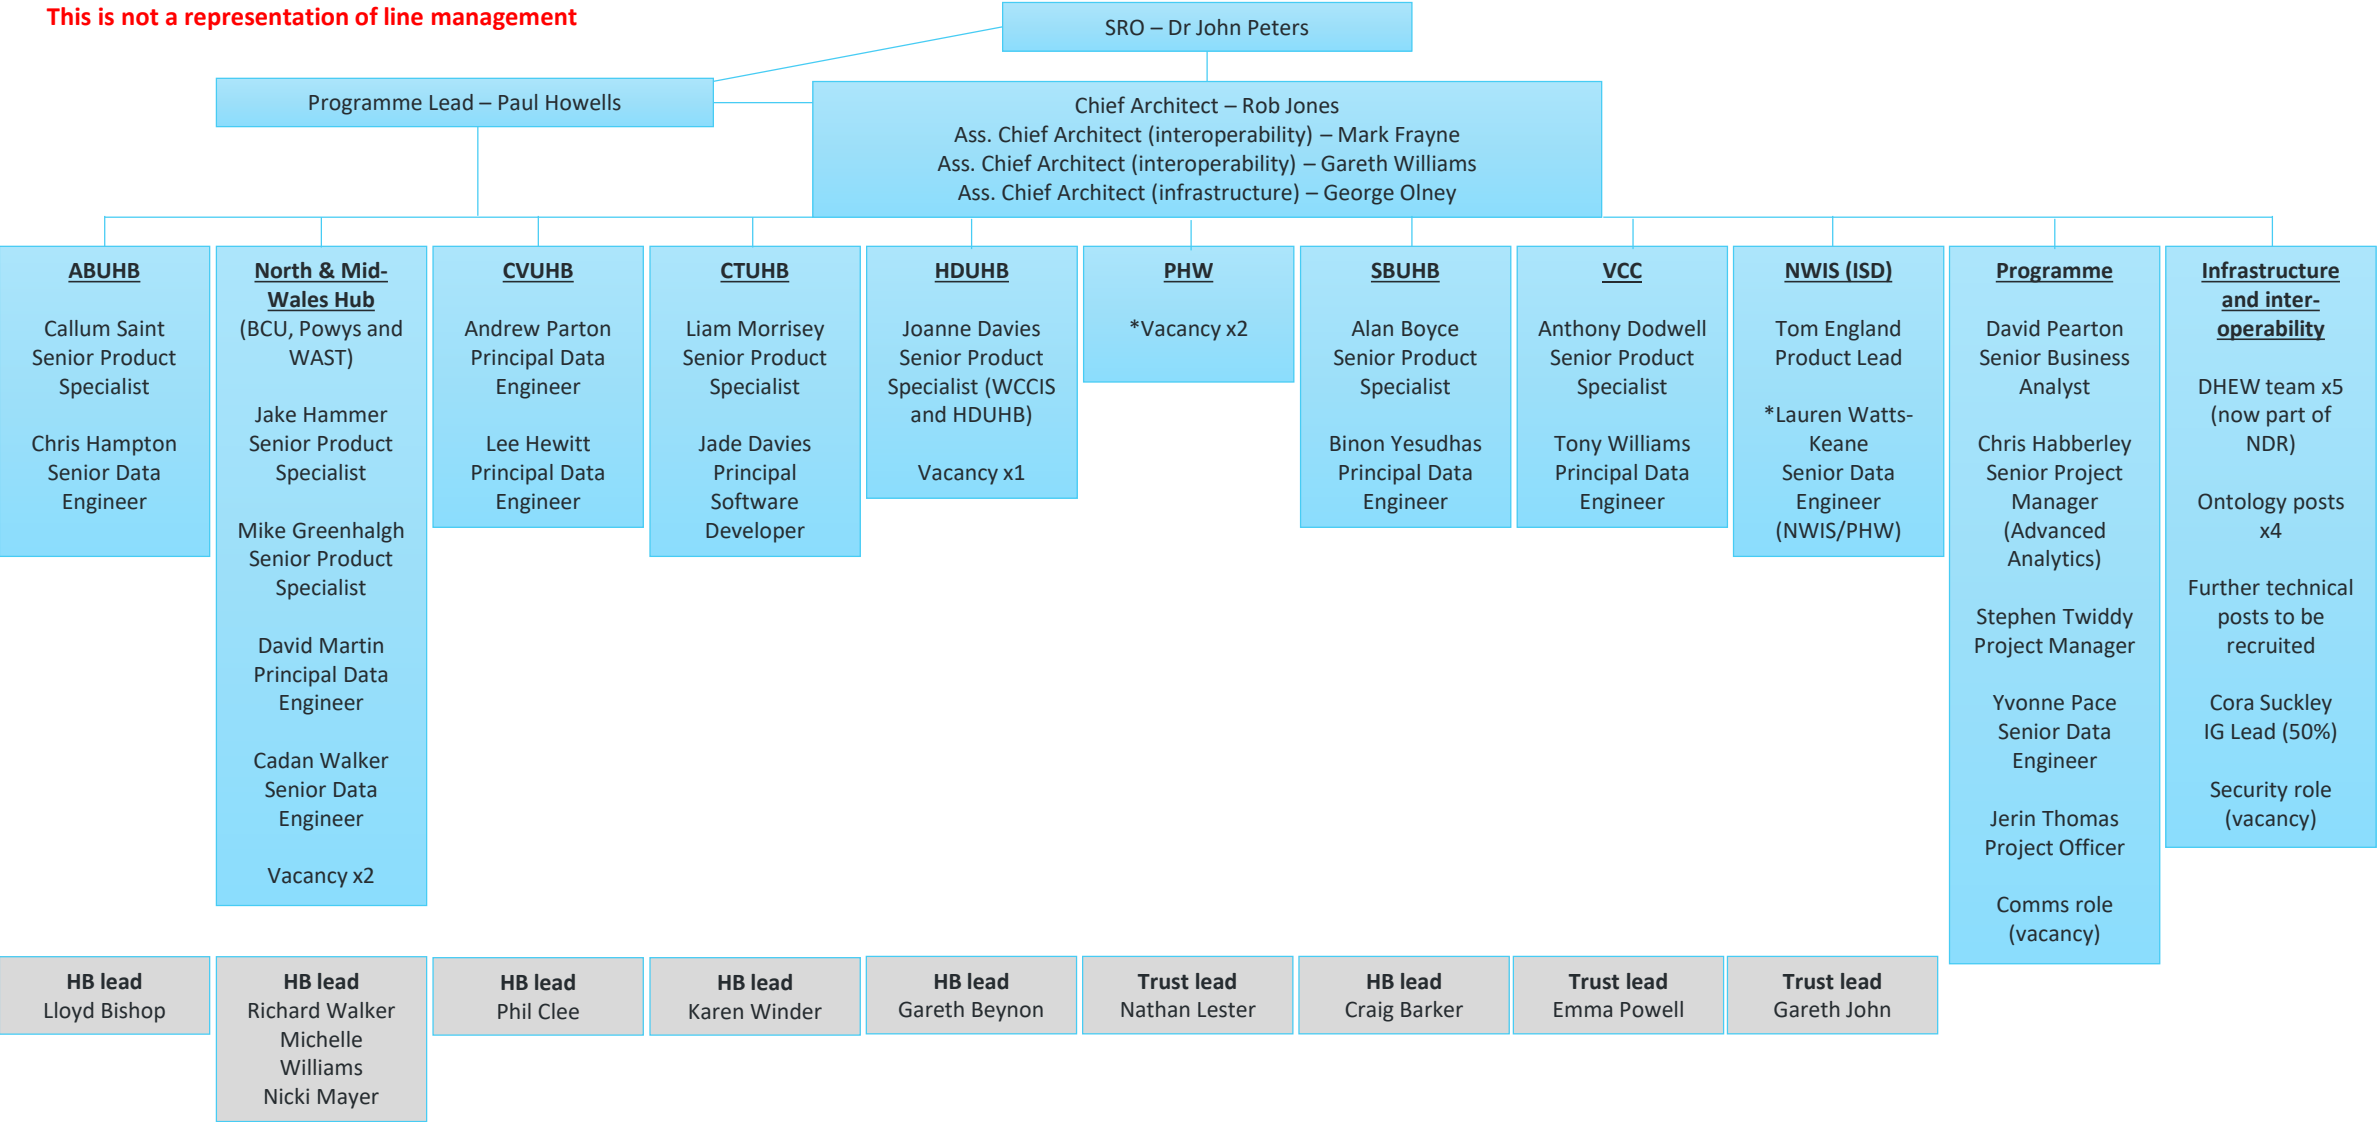 This is not a representation of line management
SRO – Dr John Peters
Programme Lead – Paul Howells
Chief Architect – Rob Jones
Ass. Chief Architect (interoperability) – Mark Frayne
Ass. Chief Architect (interoperability) – Gareth Williams
Ass. Chief Architect (infrastructure) – George Olney
ABUHB
Callum Saint
Senior Product
Specialist
Chris Hampton
Senior Data
Engineer
North & Mid-
Wales Hub
(BCU, Powys and
WAST)
Jake Hammer
Senior Product
Specialist
Mike Greenhalgh
Senior Product
Specialist
David Martin
Principal Data
Engineer
Cadan Walker
Senior Data
Engineer
Vacancy x2
CVUHB
Andrew Parton
Principal Data
Engineer
Lee Hewitt
Principal Data
Engineer
CTUHB
Liam Morrisey
Senior Product
Specialist
Jade Davies
Principal
Software
Developer
HDUHB
Joanne Davies
Senior Product
Specialist (WCCIS
and HDUHB)
Vacancy x1
PHW
*Vacancy x2
SBUHB
Alan Boyce
Senior Product
Specialist
Binon Yesudhas
Principal Data
Engineer
VCC
Anthony Dodwell
Senior Product
Specialist
Tony Williams
Principal Data
Engineer
NWIS (ISD)
Tom England
Product Lead
*Lauren Watts-
Keane
Senior Data
Engineer
(NWIS/PHW)
Programme
David Pearton
Senior Business
Analyst
Chris Habberley
Senior Project
Manager
(Advanced
Analytics)
Stephen Twiddy
Project Manager
Yvonne Pace
Senior Data
Engineer
Jerin Thomas
Project Officer
Comms role
(vacancy)
Infrastructure
and inter-
operability
DHEW team x5
(now part of
NDR)
Ontology posts
x4
Further technical
posts to be
recruited
Cora Suckley
IG Lead (50%)
Security role
(vacancy)
HB lead
Lloyd Bishop
HB lead
Richard Walker
Michelle
Williams
Nicki Mayer
HB lead
Phil Clee
HB lead
Karen Winder
HB lead
Gareth Beynon
Trust lead
Nathan Lester
HB lead
Craig Barker
Trust lead
Emma Powell
Trust lead
Gareth John